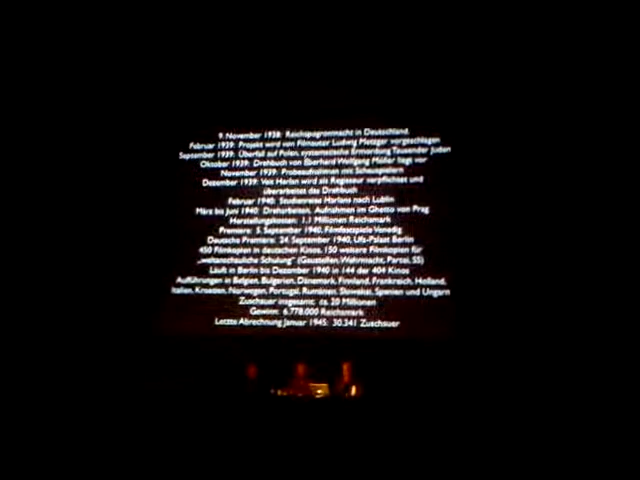 9. November 1938: Reichspogromnacht in Deutschland.
Februar 1939: Projekt wird von Filmautor Ludwig Metzger vorgeschlagen
September 1939: Überfall auf Polen, systematische Ermordung Tausender Juden
Oktober 1939: Drehbuch von Eberhard Wolfgang Möller liegt vor
November 1939: Probeaufnahmen mit Schauspielern
Dezember 1939: Veit Harlan wird als Regisseur verpflichtet und
überarbeitet das Drehbuch
Februar 1940: Studienreise Harlans nach Lublin
März bis Juni 1940: Dreharbeiten, Aufnahmen im Ghetto von Prag
Herstellungskosten: 1,1 Millionen Reichsmark
Premiere: 5. September 1940, Filmfestspiele Venedig
Deutsche Premiere: 24. September 1940, Ufa-Palast Berlin
450 Filmkopien in deutschen Kinos, 150 weitere Filmkopien für
„weltanschauliche Schulung" (Gaustellen, Wehrmacht, Partei, SS)
Läuft in Berlin bis Dezember 1940 in 144 der 404 Kinos
Aufführungen in Belgien, Bulgarien, Dänemark, Finnland, Frankreich, Holland,
Italien, Kroatien, Norwegen, Portugal, Rumänien, Slowakei, Spanien und Ungarn
Zuschauer insgesamt: ca. 20 Millionen
Gewinn: 6.778.000 Reichsmark
Letzte Abrechnung Januar 1945: 30.341 Zuschauer